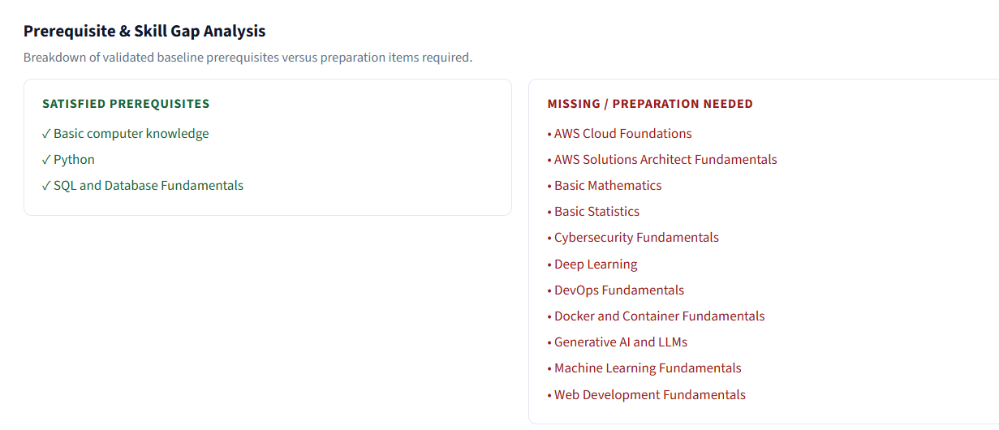 Prerequisite & Skill Gap Analysis
Breakdown of validated baseline prerequisites versus preparation items required.
SATISFIED PREREQUISITES
✓ Basic computer knowledge
✓ Python
✓ SQL and Database Fundamentals
MISSING / PREPARATION NEEDED
• AWS Cloud Foundations
• AWS Solutions Architect Fundamentals
• Basic Mathematics
• Basic Statistics
• Cybersecurity Fundamentals
• Deep Learning
• DevOps Fundamentals
• Docker and Container Fundamentals
• Generative AI and LLMs
• Machine Learning Fundamentals
• Web Development Fundamentals